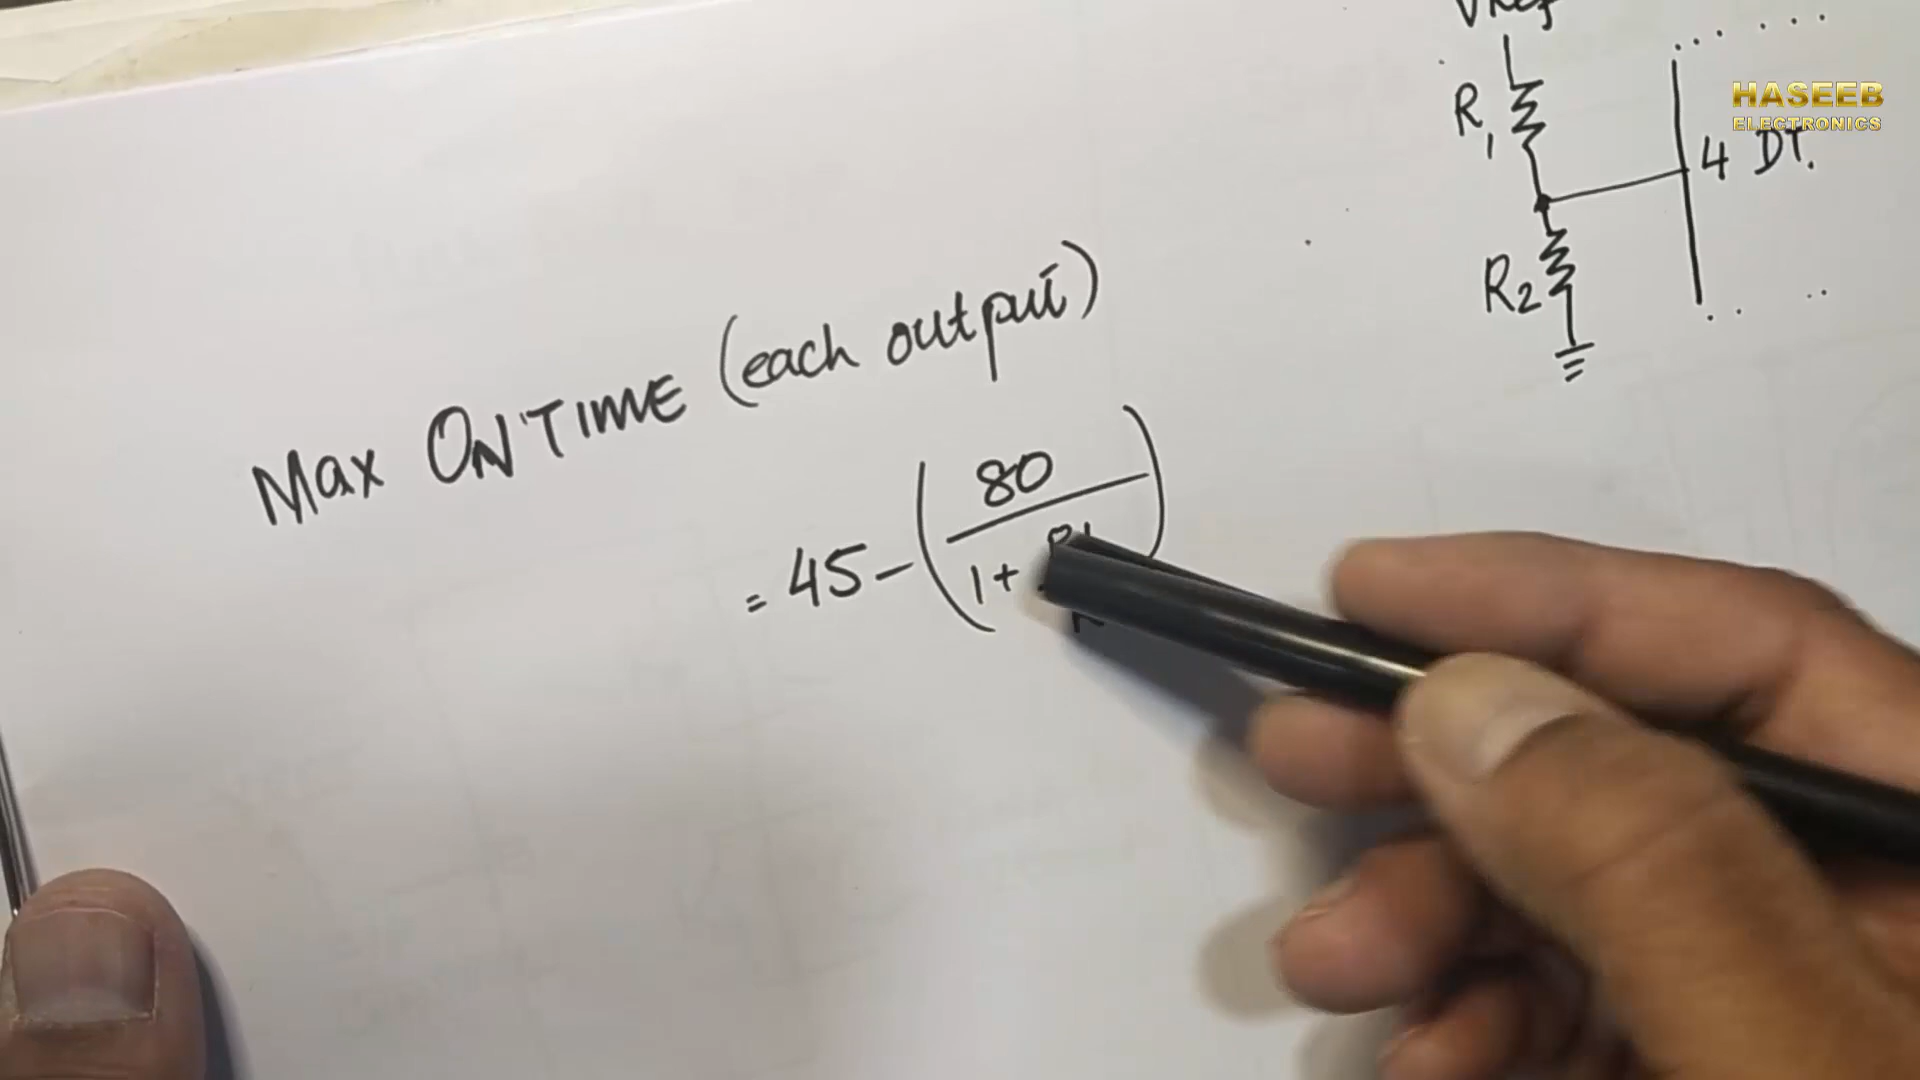 VRef
R1
HASEEB
ELECTRONICS
4 DT.
R2
Max ON TIME (each output)
= 45 - (80
1+